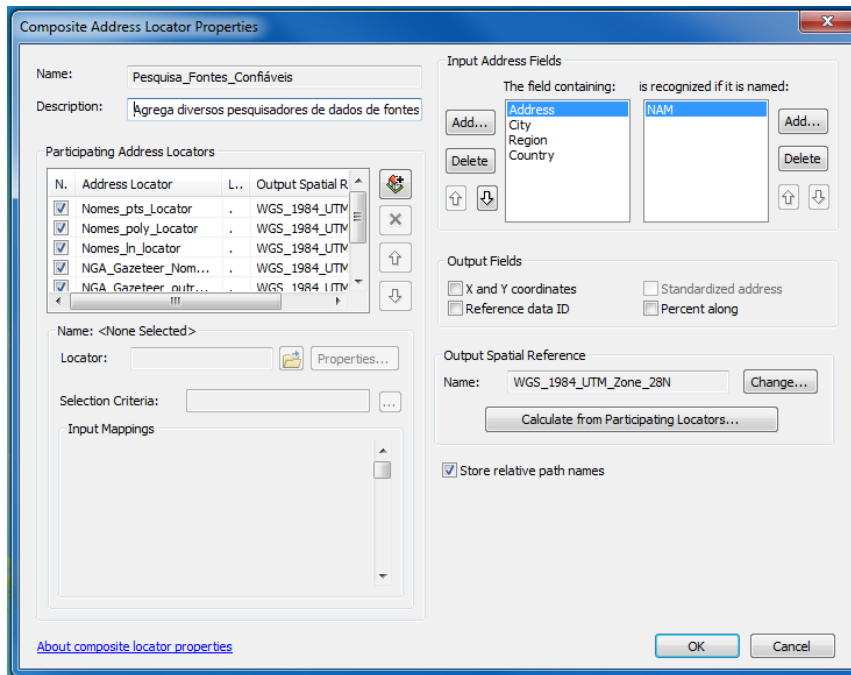 Composite Address Locator Properties
Name: Pesquisa_Fontes_Confiáveis
Description: Agrega diversos pesquisadores de dados de fontes
Participating Address Locators
N. Address Locator L.. Output Spatial R
Nomes_pts_Locator . WGS_1984_UTM
Nomes_poly_Locator . WGS_1984_UTM
Nomes_ln_locator . WGS_1984_UTM
NGA_Gazeteer_Nom... . WGS_1984_UTM
NGA_Gazeteer_outr... . WGS_1984_UTM
Name: <None Selected>
Locator: Properties...
Selection Criteria: ...
Input Mappings
About composite locator properties
Input Address Fields
The field containing: is recognized if it is named:
Add... Address NAM Add...
City
Region
Delete Country Delete
Output Fields
X and Y coordinates Standardized address
Reference data ID Percent along
Output Spatial Reference
Name: WGS_1984_UTM_Zone_28N Change...
Calculate from Participating Locators...
Store relative path names
OK Cancel